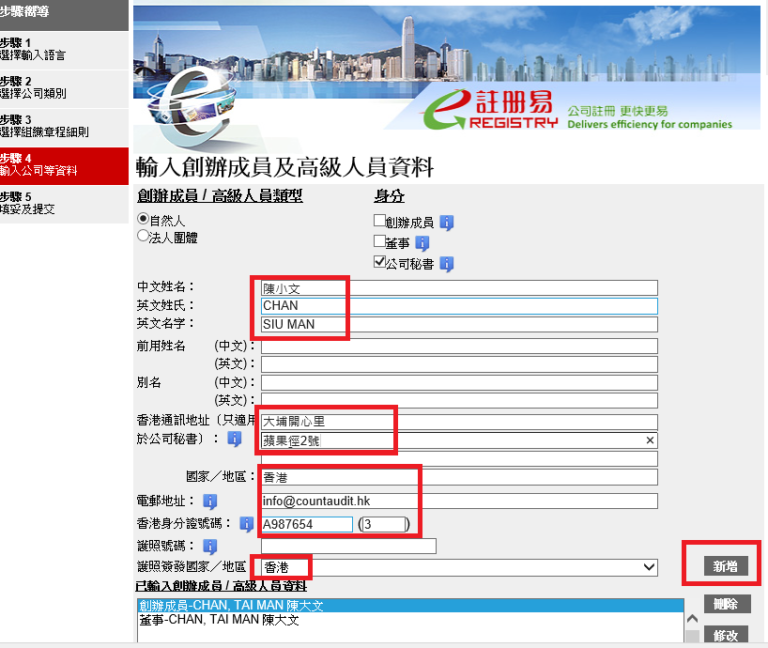 步驟嚮導
步驟 1
選擇輸入語言
步驟 2
選擇公司類別
步驟 3
選擇組織章程細則
步驟 4
輸入公司等資料
步驟 5
填妥及提交
註冊易
e-REGISTRY
公司註冊 更快更易
Delivers efficiency for companies
輸入創辦成員及高級人員資料
創辦成員 / 高級人員類型
身分
自然人
創辦成員
法人團體
董事
公司秘書
中文姓名：
陳小文
英文姓氏：
CHAN
英文名字：
SIU MAN
前用姓名 (中文)：
(英文)：
別名 (中文)：
(英文)：
香港通訊地址（只適用
大埔開心里
於公司秘書）：
蘋果徑2號
×
國家／地區：
香港
電郵地址：
info@countaudit.hk
香港身分證號碼：
A987654 (3)
護照號碼：
護照簽發國家／地區
香港
新增
已輸入創辦成員 / 高級人員資料
創辦成員-CHAN, TAI MAN 陳大文
刪除
董事-CHAN, TAI MAN 陳大文
修改